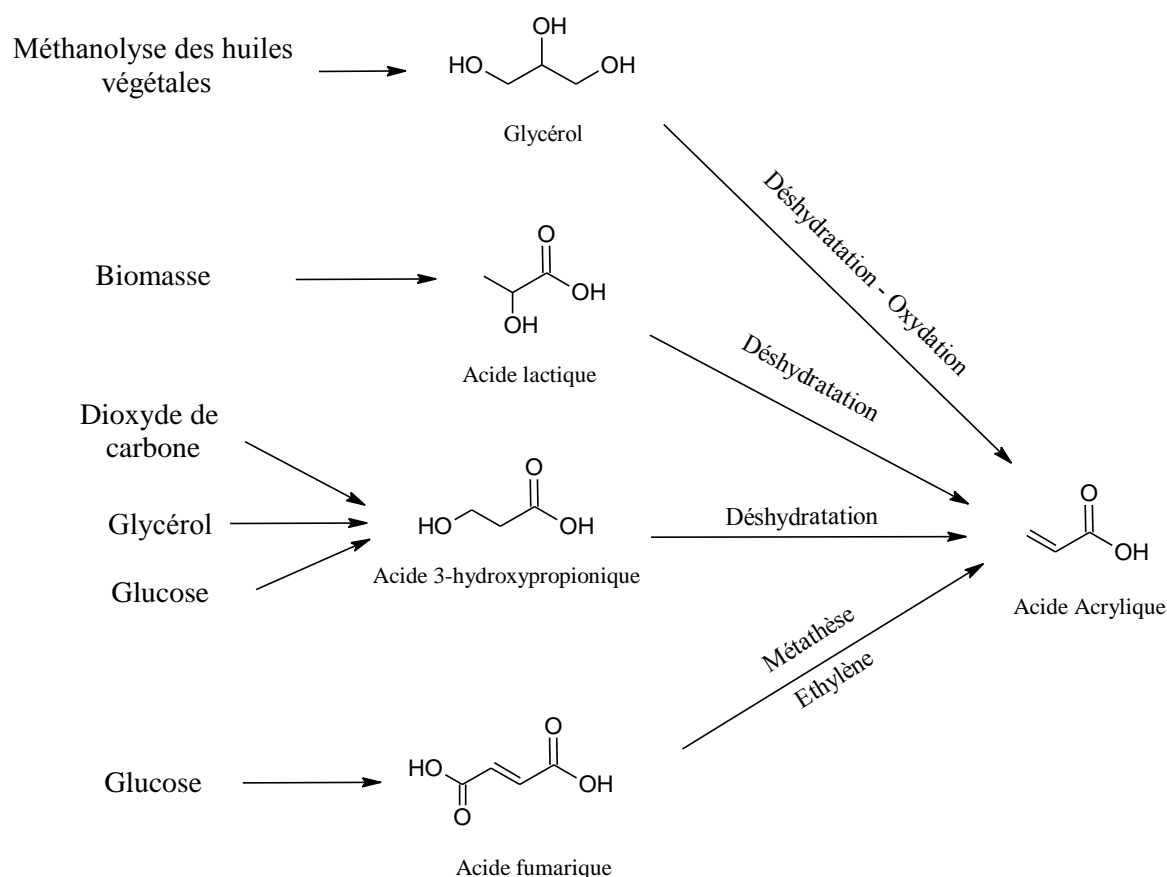 Méthanolyse des huiles
végétales
OH
HO
OH
Glycérol
Déshydratation - Oxydation
Biomasse
O
OH
OH
Acide lactique
Déshydratation
Dioxyde de
carbone
Glycérol
Glucose
O
HO
OH
Acide 3-hydroxypropionique
Déshydratation
O
OH
Acide Acrylique
Métathèse
Ethylène
Glucose
O
HO
OH
O
Acide fumarique